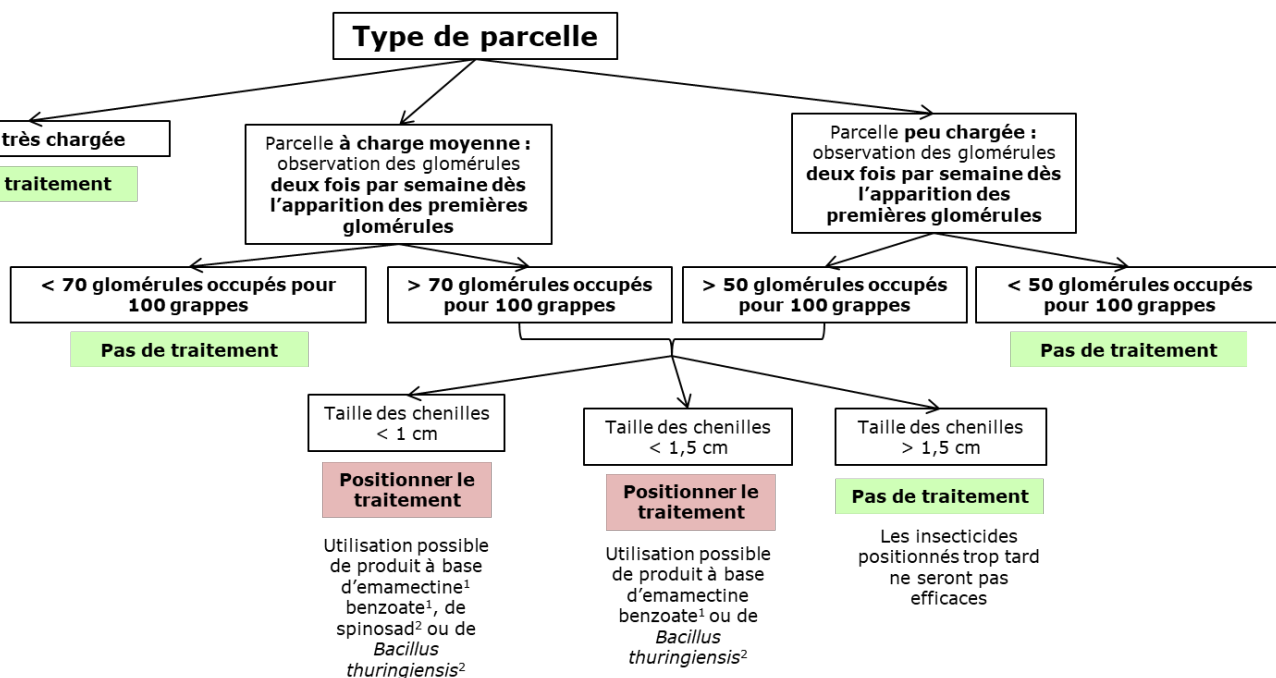 Type de parcelle
très chargée
traitement
Parcelle à charge moyenne :
observation des glomérules
deux fois par semaine dès
l’apparition des premières
glomérules
Parcelle peu chargée :
observation des glomérules
deux fois par semaine dès
l’apparition des
premières glomérules
< 70 glomérules occupés pour
100 grappes
Pas de traitement
> 70 glomérules occupés
pour 100 grappes
> 50 glomérules occupés
pour 100 grappes
< 50 glomérules occupés
pour 100 grappes
Pas de traitement
Taille des chenilles
< 1 cm
Positionner le
traitement
Utilisation possible
de produit à base
d’emamectine¹
benzoate¹, de
spinosad² ou de
Bacillus
thuringiensis²
Taille des chenilles
< 1,5 cm
Positionner le
traitement
Utilisation possible
de produit à base
d’emamectine
benzoate¹ ou de
Bacillus
thuringiensis²
Taille des chenilles
> 1,5 cm
Pas de traitement
Les insecticides
positionnés trop tard
ne seront pas
efficaces